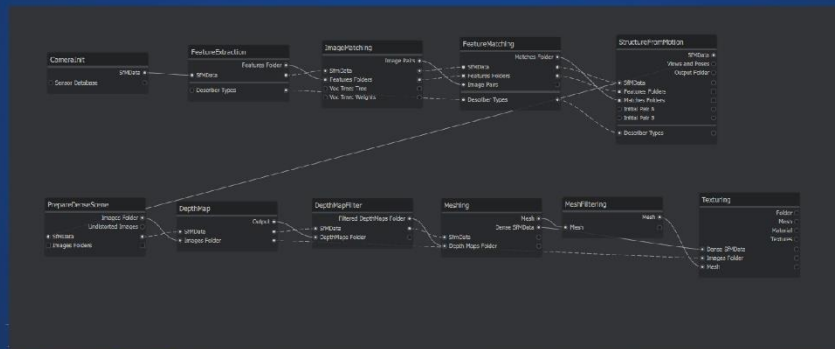 CameraInit
SfMData
Sensor Database
FeatureExtraction
Features Folder
SfMData
Describer Types
ImageMatching
Image Pairs
SfMData
Features Folders
Voc Tree: Tree
Voc Tree: Weights
FeatureMatching
Matches Folder
SfMData
Features Folders
Image Pairs
Describer Types
StructureFromMotion
SfMData
Views and Poses
Output Folder
SfMData
Features Folders
Matches Folders
Initial Pair A
Initial Pair B
Describer Types
PrepareDenseScene
Images Folder
Undistorted Images
SfMData
Images Folders
DepthMap
Output
SfMData
Images Folder
DepthMapFilter
Filtered DepthMaps Folder
SfMData
DepthMaps Folder
Meshing
Mesh
Dense SfMData
SfMData
Depth Maps Folder
MeshFiltering
Mesh
Mesh
Texturing
Folder
Mesh
Material
Textures
Dense SfMData
Images Folder
Mesh